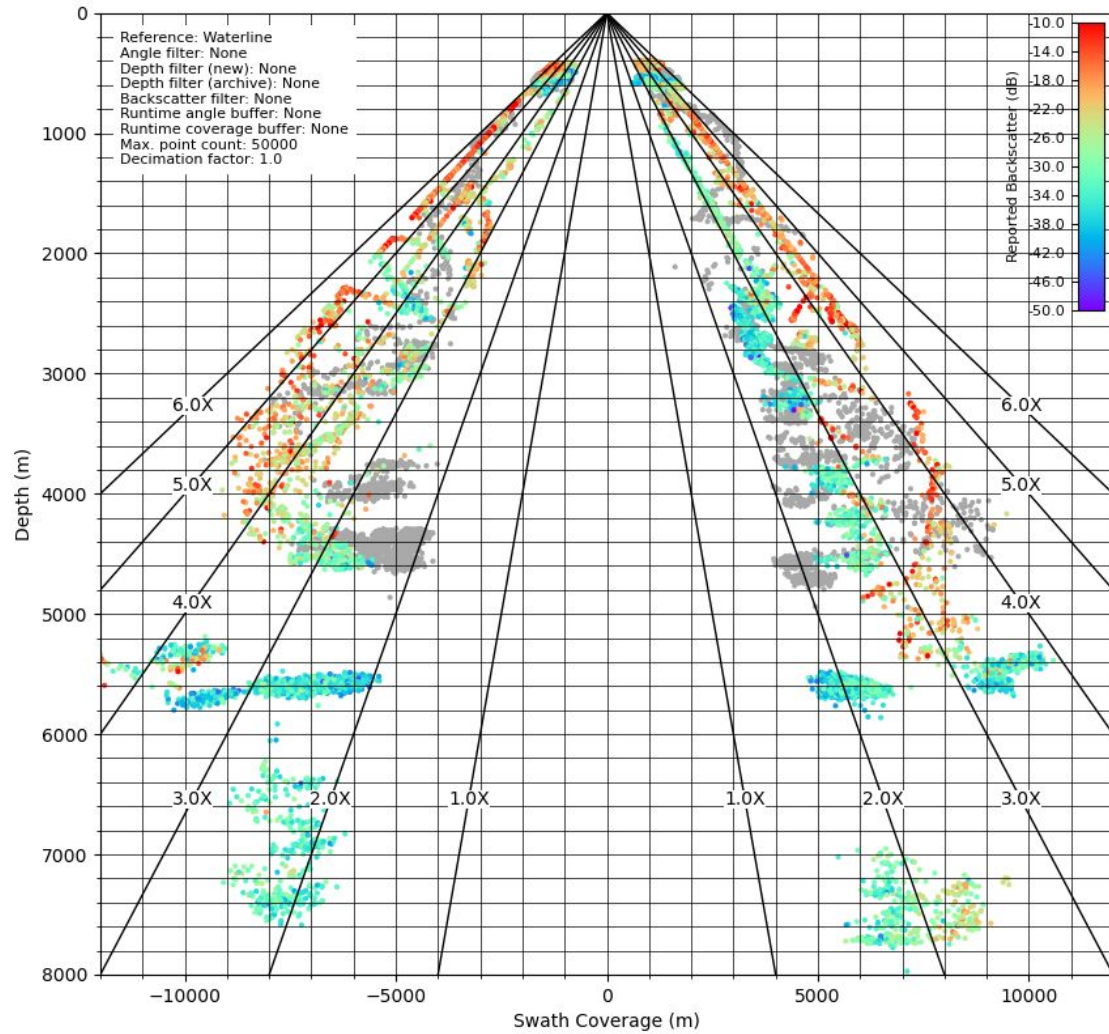 Reference: Waterline
Angle filter: None
Depth filter (new): None
Depth filter (archive): None
Backscatter filter: None
Runtime angle buffer: None
Runtime coverage buffer: None
Max. point count: 50000
Decimation factor: 1.0
Reported Backscatter (dB)
-10.0
-14.0
-18.0
-22.0
-26.0
-30.0
-34.0
-38.0
-42.0
-46.0
-50.0
Depth (m)
0
1000
2000
3000
4000
5000
6000
7000
8000
6.0X 6.0X
5.0X 5.0X
4.0X 4.0X
3.0X 2.0X 1.0X 1.0X 2.0X 3.0X
−10000 −5000 0 5000 10000
Swath Coverage (m)